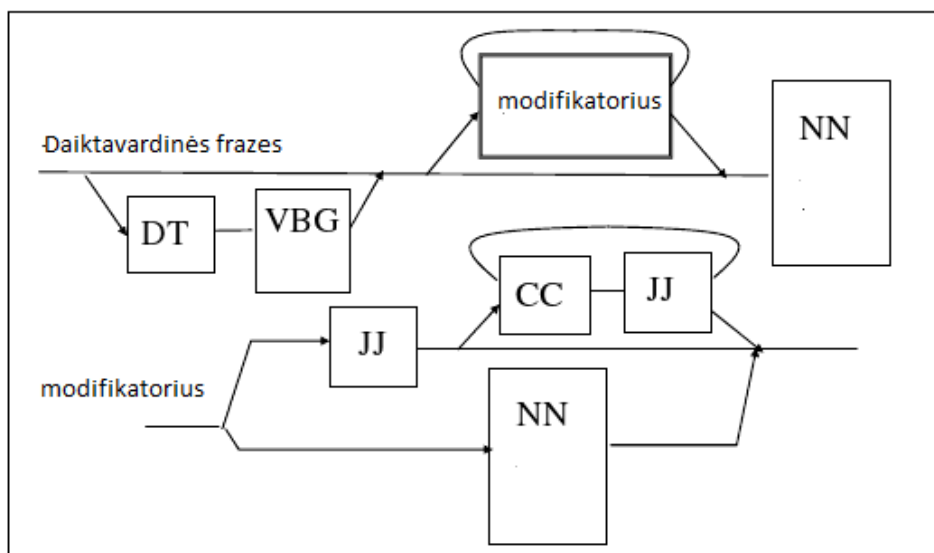 modifikatorius
NN
Daiktavardinės frazes
DT
VBG
CC
JJ
JJ
modifikatorius
NN